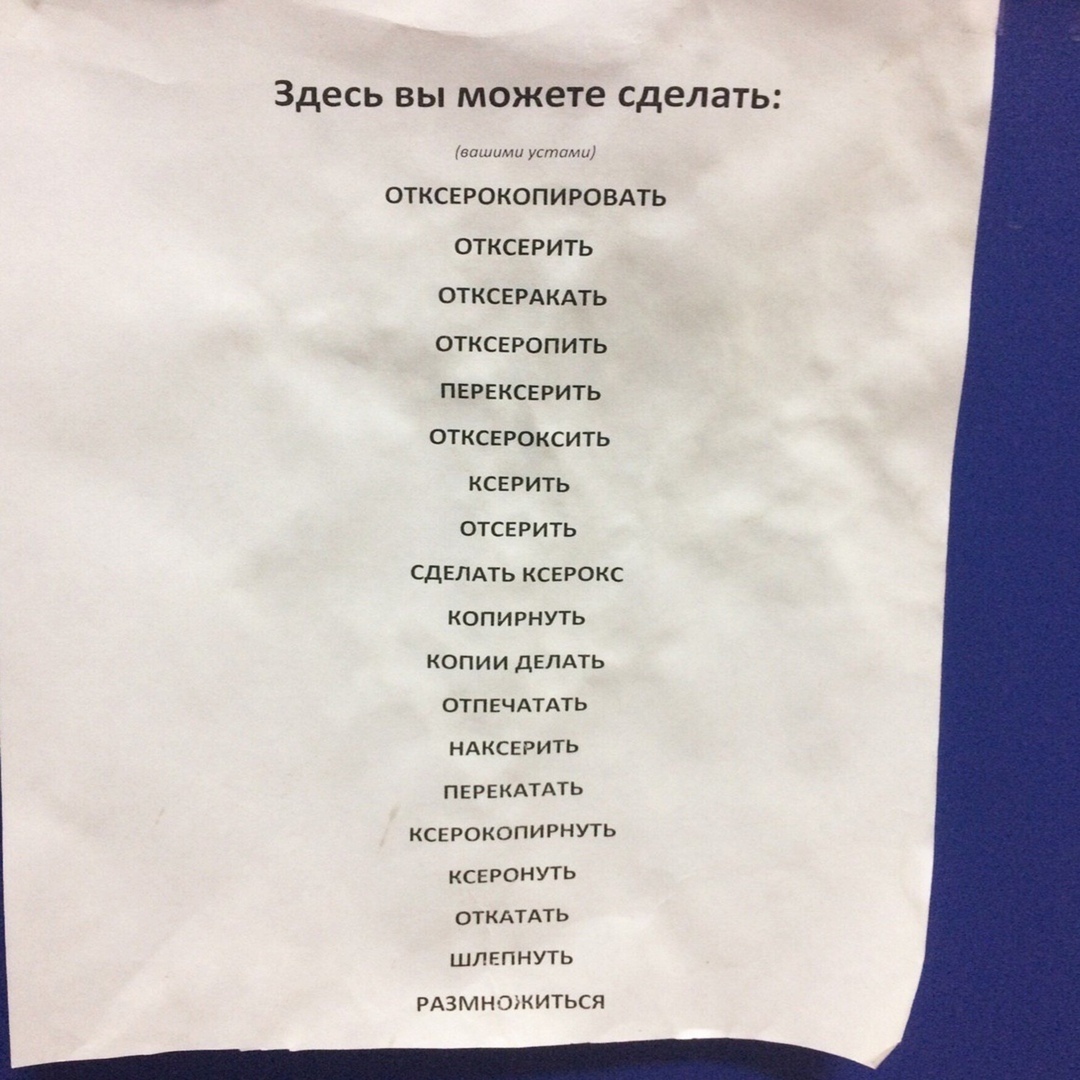 Здесь вы можете сделать:
(вашими устами)
ОТКСЕРОКОПИРОВАТЬ
ОТКСЕРИТЬ
ОТКСЕРАКАТЬ
ОТКСЕРОПИТЬ
ПЕРЕКСЕРИТЬ
ОТКСЕРОКСИТЬ
КСЕРИТЬ
ОТСЕРИТЬ
СДЕЛАТЬ КСЕРОКС
КОПИРНУТЬ
КОПИИ ДЕЛАТЬ
ОТПЕЧАТАТЬ
НАКСЕРИТЬ
ПЕРЕКАТАТЬ
КСЕРОКОПИРНУТЬ
КСЕРОНУТЬ
ОТКАТАТЬ
ШЛЕПНУТЬ
РАЗМНОЖИТЬСЯ